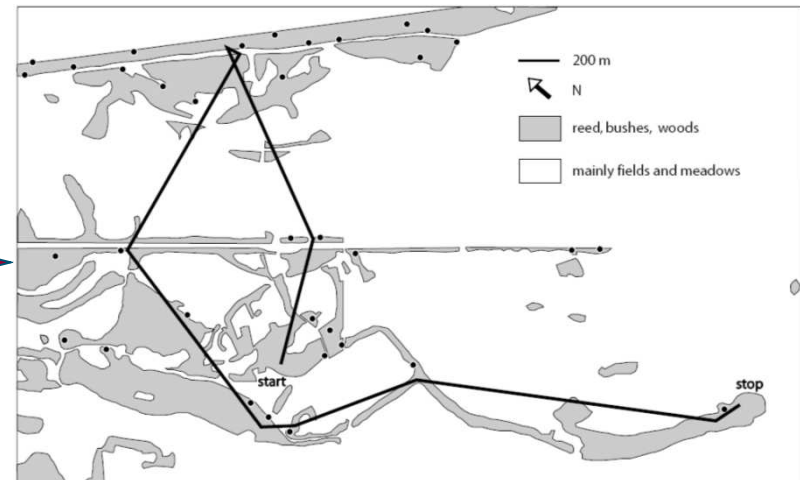 200 m
N
reed, bushes, woods
mainly fields and meadows
start
stop